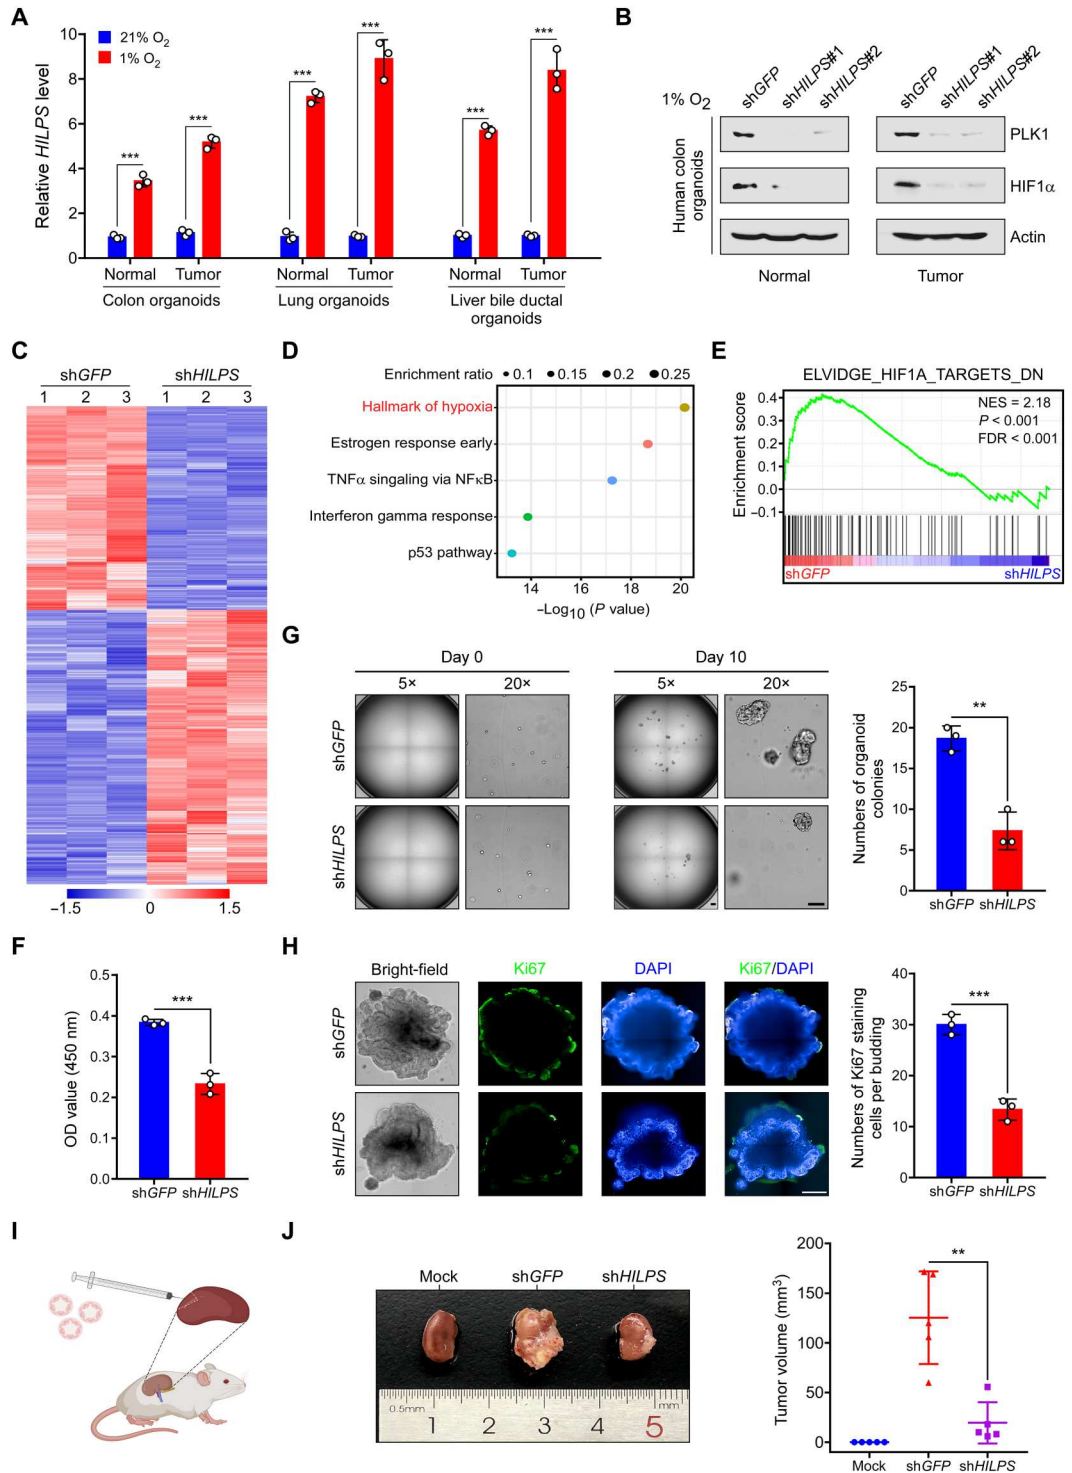 A
21% O2
1% O2
Relative HILPS level
10
8
6
4
2
0
***
***
***
***
***
***
Normal
Tumor
Normal
Tumor
Normal
Tumor
Colon organoids
Lung organoids
Liver bile ductal
organoids
B
1% O2
shGFP
shHILPS#1
shHILPS#2
shGFP
shHILPS#1
shHILPS#2
Human colon
organoids
PLK1
HIF1α
Actin
Normal
Tumor
C
shGFP
shHILPS
1 2 3 1 2 3
−1.5 0 1.5
D
Enrichment ratio 0.1 0.15 0.2 0.25
Hallmark of hypoxia
Estrogen response early
TNFα singaling via NFκB
Interferon gamma response
p53 pathway
14 16 18 20
−Log10 (P value)
E
ELVIDGE_HIF1A_TARGETS_DN
Enrichment score
0.4
0.3
0.2
0.1
0.0
−0.1
NES = 2.18
P < 0.001
FDR < 0.001
shGFP
shHILPS
G
Day 0
Day 10
5×
20×
5×
20×
shGFP
shHILPS
Numbers of organoid
colonies
25
20
15
10
5
0
**
shGFP
shHILPS
F
OD value (450 nm)
0.5
0.4
0.3
0.2
0.1
0.0
***
shGFP
shHILPS
H
Bright-field
Ki67
DAPI
Ki67/DAPI
shGFP
shHILPS
Numbers of Ki67 staining
cells per budding
40
30
20
10
0
***
shGFP
shHILPS
I
J
Mock
shGFP
shHILPS
0.5mm
mm
1 2 3 4 5
Tumor volume (mm3)
200
150
100
50
0
**
Mock
shGFP
shHILPS